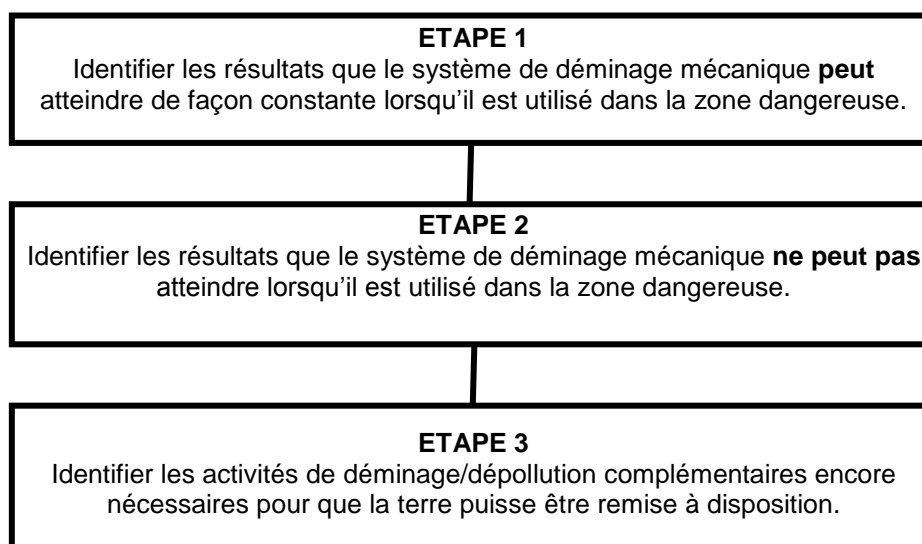 ETAPE 1
Identifier les résultats que le système de déminage mécanique peut
atteindre de façon constante lorsqu'il est utilisé dans la zone dangereuse.
ETAPE 2
Identifier les résultats que le système de déminage mécanique ne peut pas
atteindre lorsqu'il est utilisé dans la zone dangereuse.
ETAPE 3
Identifier les activités de déminage/dépollution complémentaires encore
nécessaires pour que la terre puisse être remise à disposition.